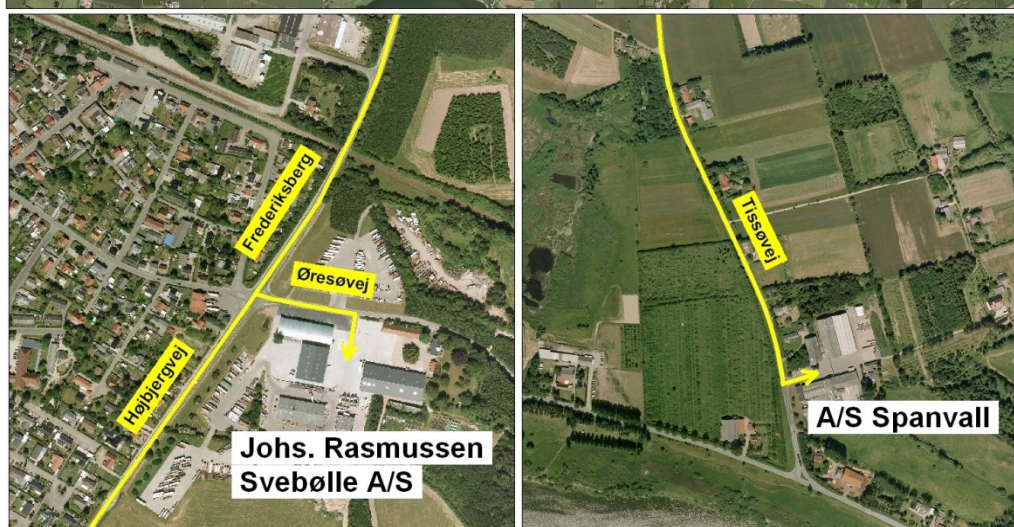 Frederiksberg
Øresøvej
Højbjergvej
Johs. Rasmussen
Svebølle A/S
Tissøvej
A/S Spanvall